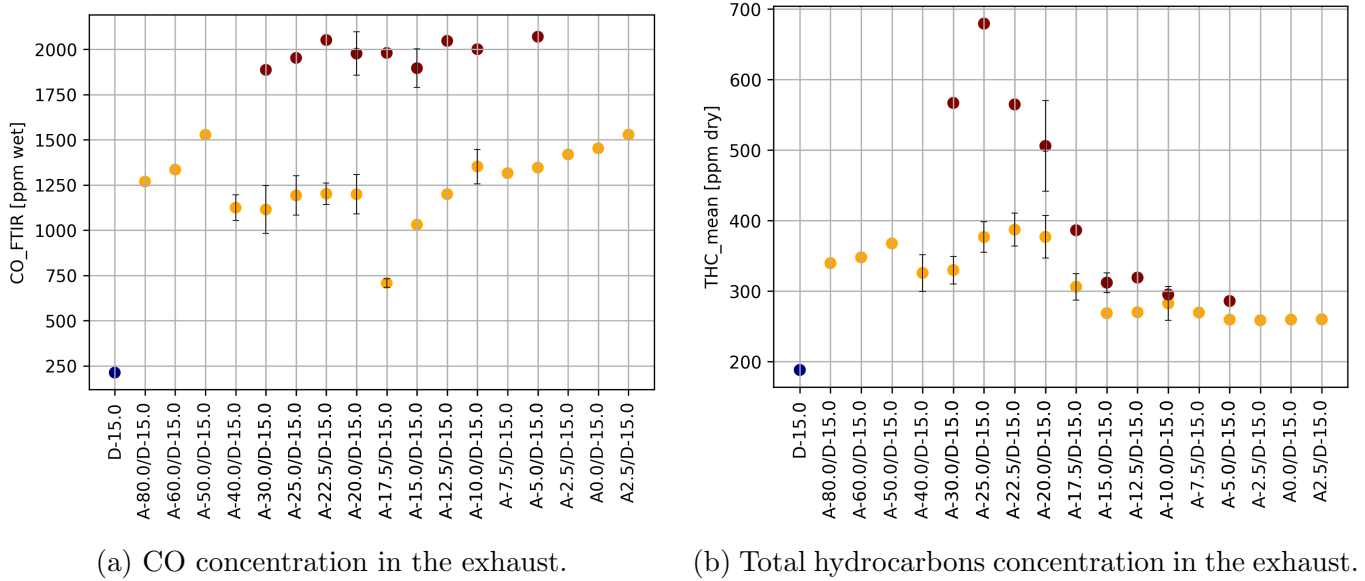 CO_FTIR [ppm wet]
2000
1750
1500
1250
1000
750
500
250
D-15.0
A-80.0/D-15.0
A-60.0/D-15.0
A-50.0/D-15.0
A-40.0/D-15.0
A-30.0/D-15.0
A-25.0/D-15.0
A-22.5/D-15.0
A-20.0/D-15.0
A-17.5/D-15.0
A-15.0/D-15.0
A-12.5/D-15.0
A-10.0/D-15.0
A-7.5/D-15.0
A-5.0/D-15.0
A-2.5/D-15.0
A0.0/D-15.0
A2.5/D-15.0
(a) CO concentration in the exhaust.
THC_mean [ppm dry]
700
600
500
400
300
200
D-15.0
A-80.0/D-15.0
A-60.0/D-15.0
A-50.0/D-15.0
A-40.0/D-15.0
A-30.0/D-15.0
A-25.0/D-15.0
A-22.5/D-15.0
A-20.0/D-15.0
A-17.5/D-15.0
A-15.0/D-15.0
A-12.5/D-15.0
A-10.0/D-15.0
A-7.5/D-15.0
A-5.0/D-15.0
A-2.5/D-15.0
A0.0/D-15.0
A2.5/D-15.0
(b) Total hydrocarbons concentration in the exhaust.